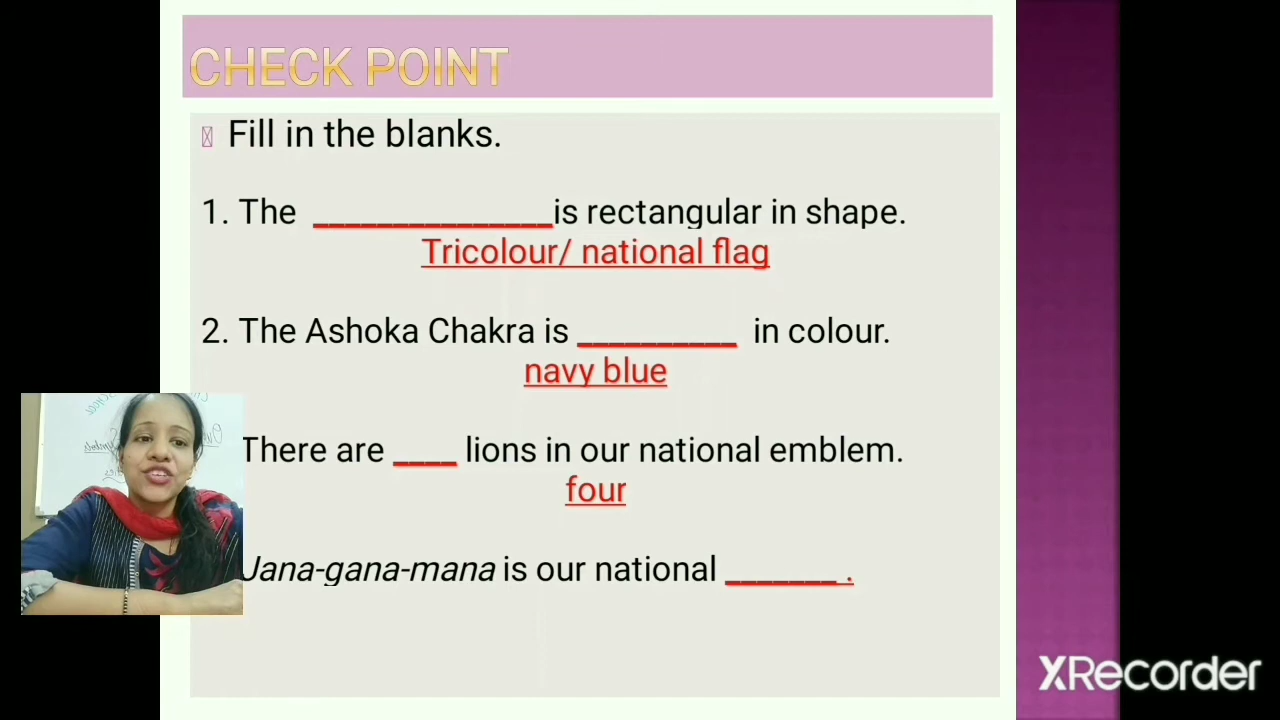 CHECK POINT
Fill in the blanks.
1. The _______________is rectangular in shape.
Tricolour/ national flag
2. The Ashoka Chakra is __________ in colour.
navy blue
There are ____ lions in our national emblem.
four
Jana-gana-mana is our national _______ .
XRecorder